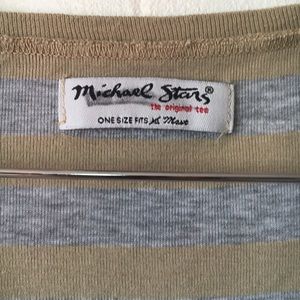 Michael Stars®
the original tee
ONE SIZE FITS Most